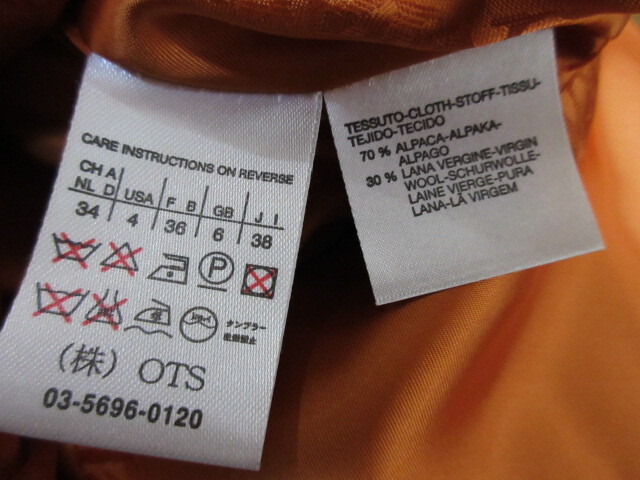 CARE INSTRUCTIONS ON REVERSE
CH A
NL D USA F B GB J I
34 4 36 6 38
P
タンブラー
乾燥禁止
(株) OTS
03-5696-0120
TESSUTO-CLOTH-STOFF-TISSU-
TEJIDO-TECIDO
70 % ALPACA-ALPAKA-
ALPAGO
30 % LANA VERGINE-VIRGIN
WOOL-SCHURWOLLE-
LAINE VIERGE-PURA
LANA-LÃ VIRGEM